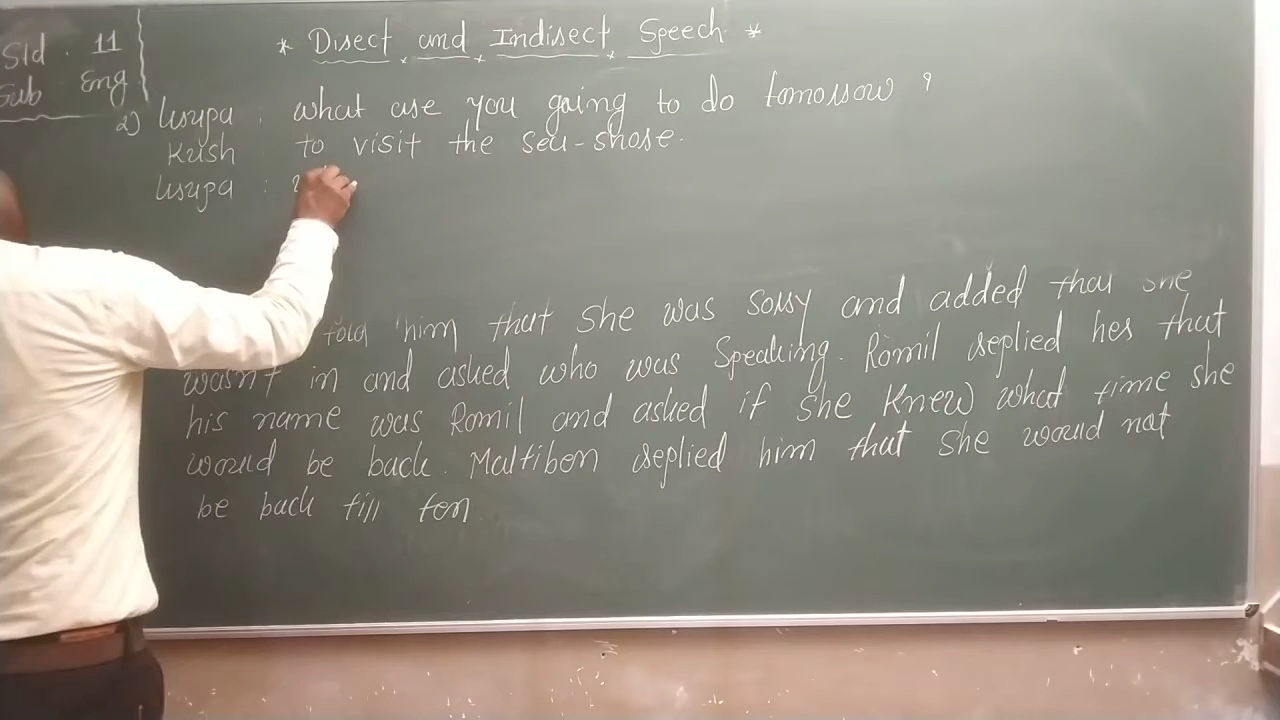 Std . 11
Sub Eng
* Direct and Indirect Speech *
2) Urupa : what are you going to do tomorrow ?
Kush : to visit the sea-shore.
Urupa :
told him that she was sorry and added that she
wasn't in and asked who was Speaking. Romil replied her that
his name was Romil and asked if she Knew what time she
would be back. Maltiben replied him that she would not
be back till ten